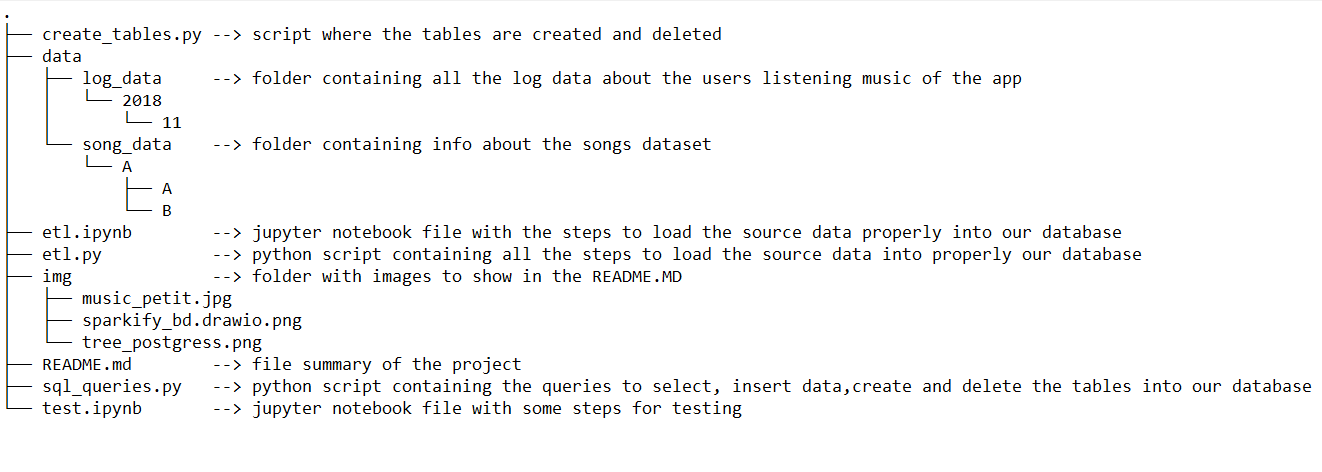 .
├── create_tables.py --> script where the tables are created and deleted
├── data
│   ├── log_data     --> folder containing all the log data about the users listening music of the app
│   │   └── 2018
│   │       └── 11
│   └── song_data    --> folder containing info about the songs dataset
│       └── A
│           ├── A
│           └── B
├── etl.ipynb        --> jupyter notebook file with the steps to load the source data properly into our database
├── etl.py           --> python script containing all the steps to load the source data into properly our database
├── img              --> folder with images to show in the README.MD
│   ├── music_petit.jpg
│   ├── sparkify_bd.drawio.png
│   └── tree_postgress.png
├── README.md        --> file summary of the project
├── sql_queries.py   --> python script containing the queries to select, insert data,create and delete the tables into our database
└── test.ipynb       --> jupyter notebook file with some steps for testing